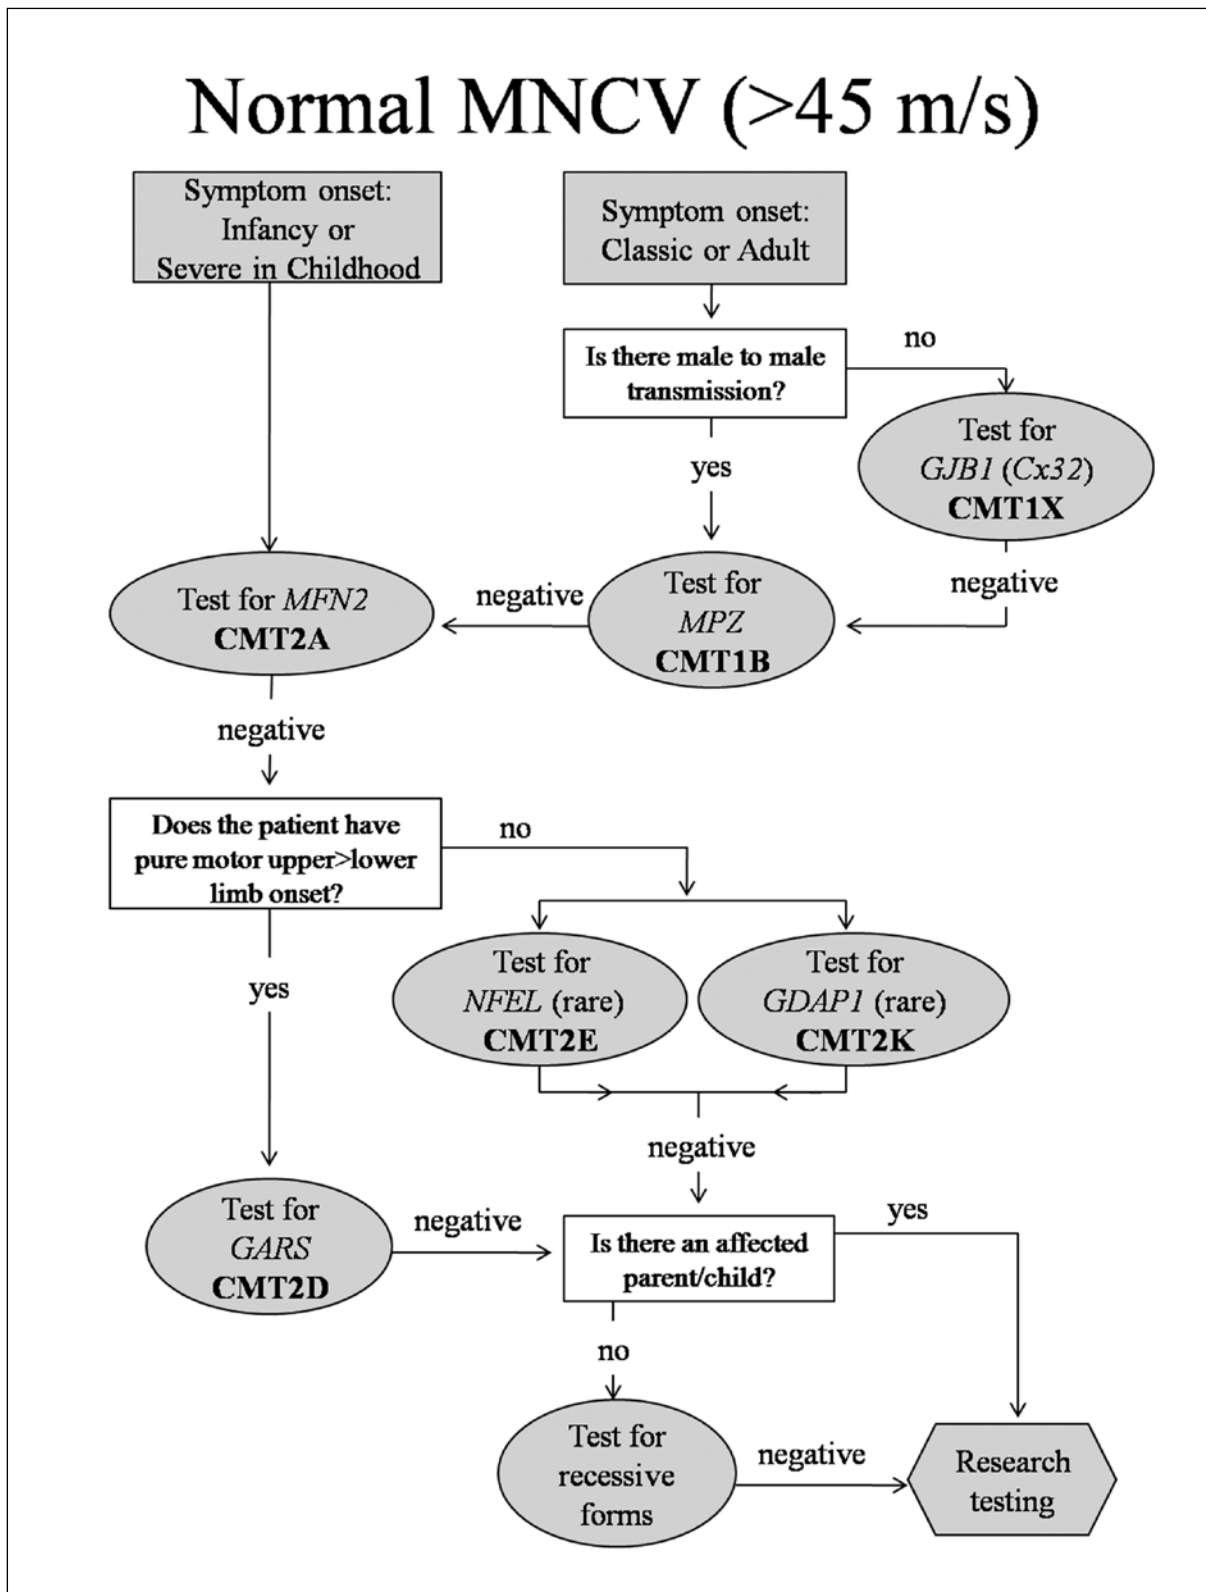 Normal MNCV (>45 m/s)
Symptom onset:
Infancy or
Severe in Childhood
Symptom onset:
Classic or Adult
Is there male to male
transmission?
no
yes
Test for
GJB1 (Cx32)
CMT1X
negative
Test for
MPZ
CMT1B
negative
Test for MFN2
CMT2A
negative
Does the patient have
pure motor upper>lower
limb onset?
no
yes
Test for
NFEL (rare)
CMT2E
Test for
GDAP1 (rare)
CMT2K
negative
Test for
GARS
CMT2D
negative
Is there an affected
parent/child?
yes
no
Test for
recessive
forms
negative
Research
testing